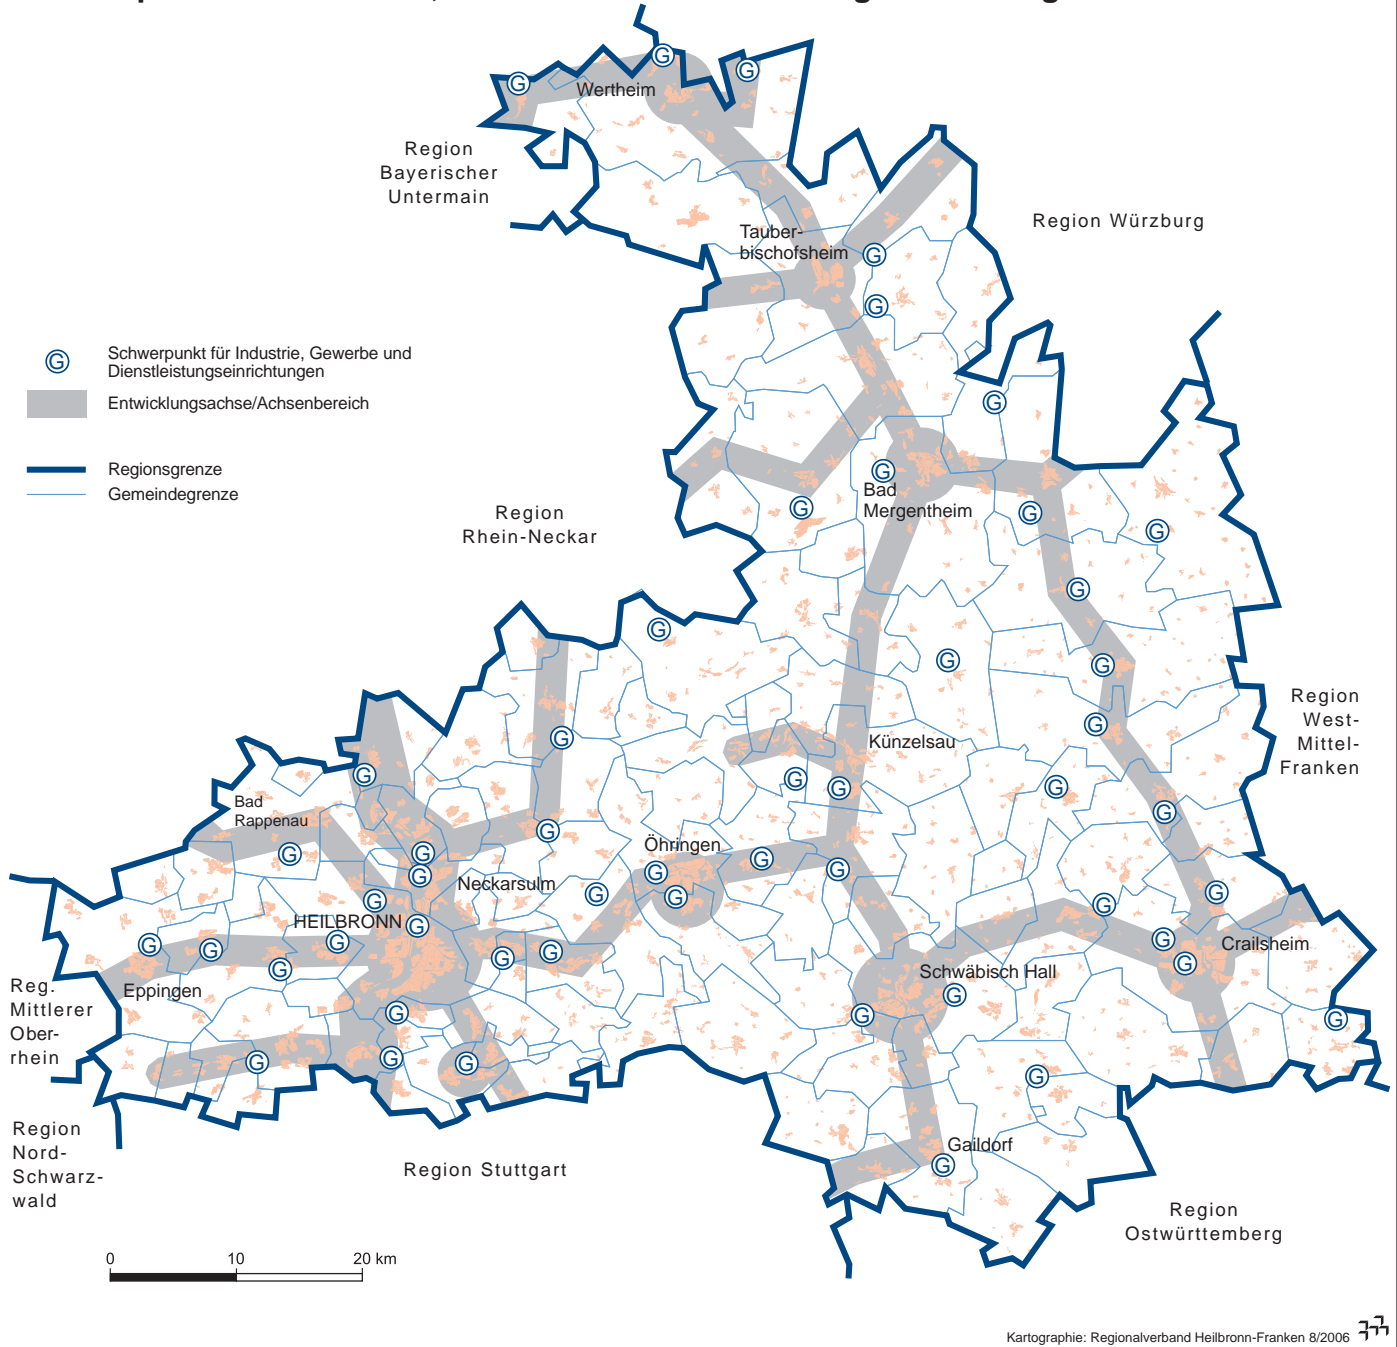 Wertheim
Region
Bayerischer
Untermain
Region Würzburg
Tauber-
bischofsheim
G Schwerpunkt für Industrie, Gewerbe und
Dienstleistungseinrichtungen
Entwicklungsachse/Achsenbereich
Regionsgrenze
Gemeindegrenze
Bad
Mergentheim
Region
Rhein-Neckar
Region
West-
Mittel-
Franken
Künzelsau
Bad
Rappenau
Öhringen
Neckarsulm
HEILBRONN
Crailsheim
Schwäbisch Hall
Eppingen
Reg.
Mittlerer
Ober-
rhein
Region
Nord-
Schwarz-
wald
Gaildorf
Region Stuttgart
Region
Ostwürttemberg
0 10 20 km
Kartographie: Regionalverband Heilbronn-Franken 8/2006